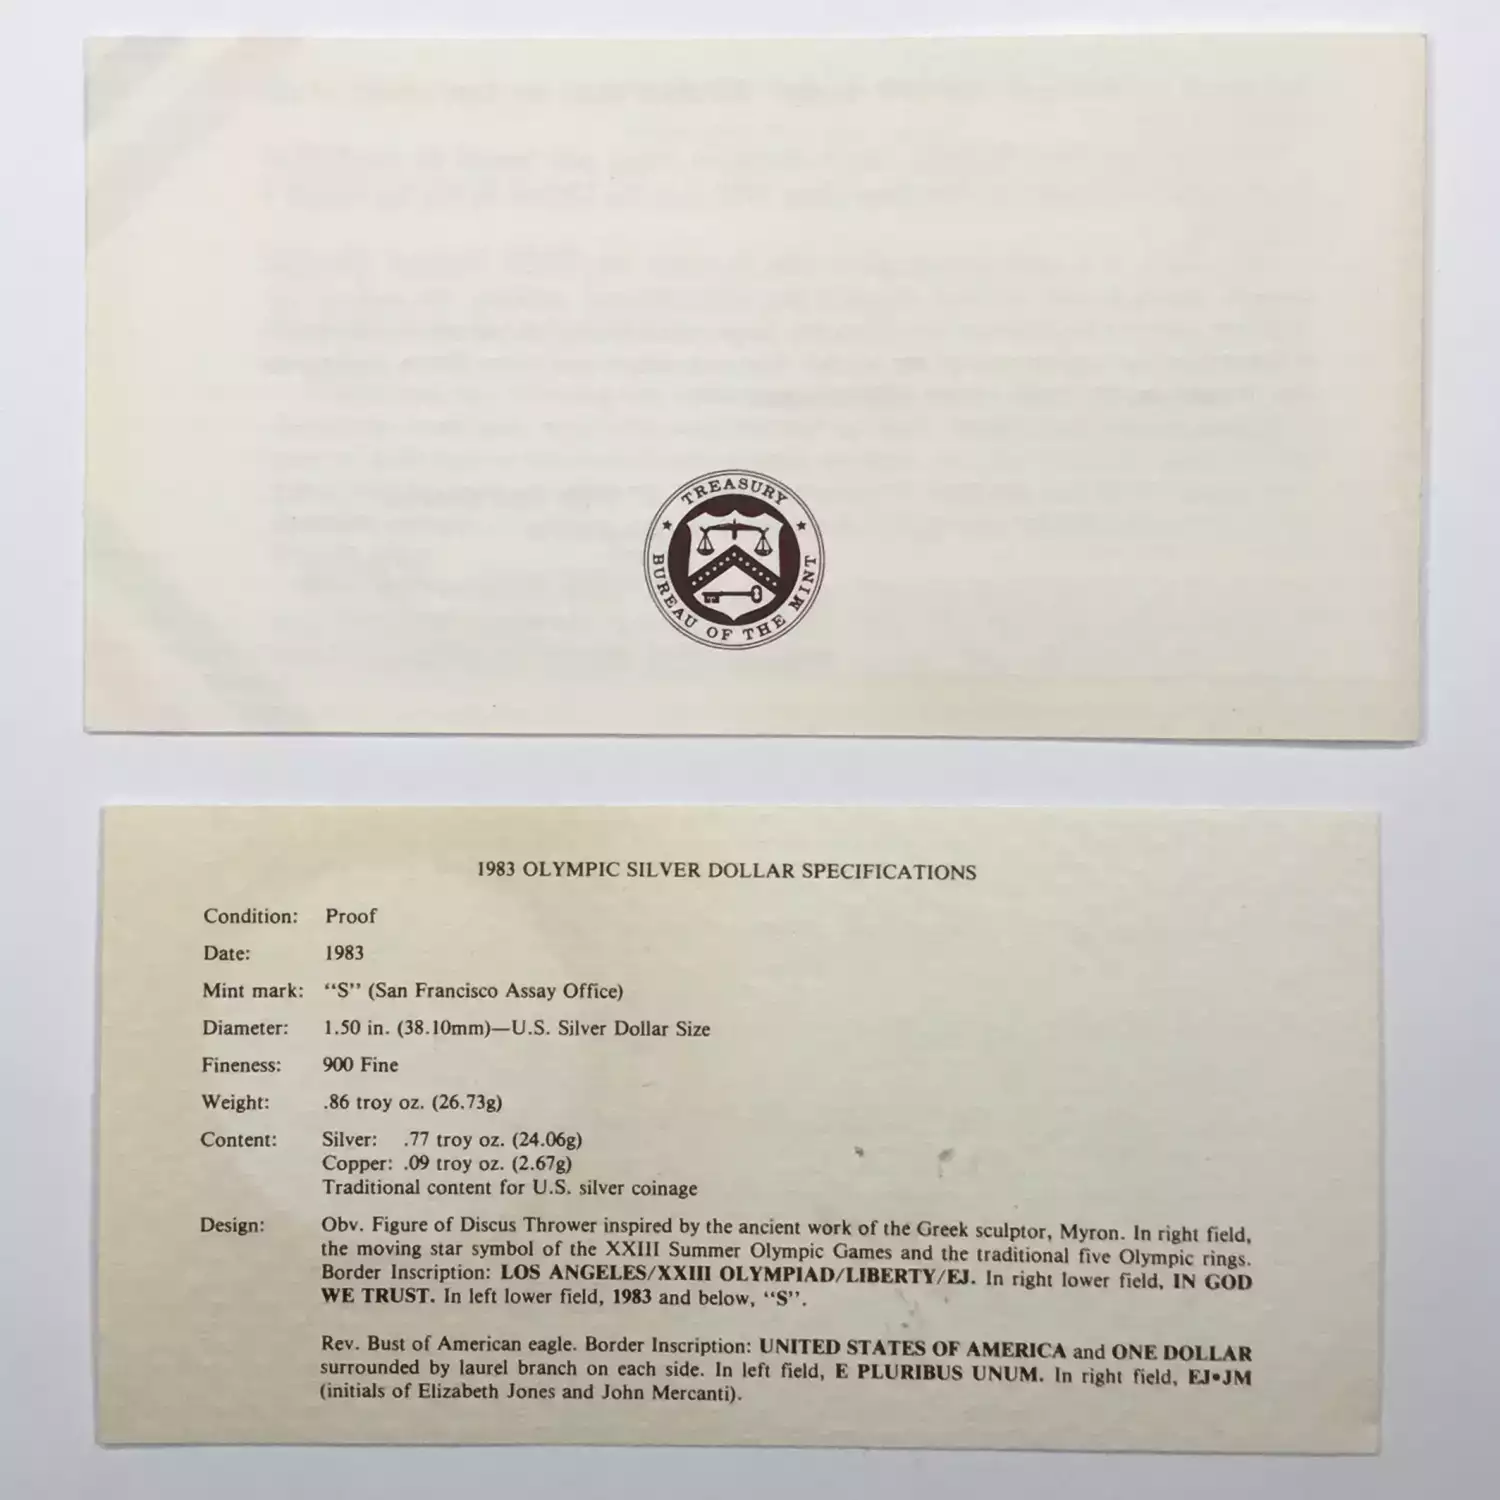 TREASURY
BUREAU OF THE MINT
1983 OLYMPIC SILVER DOLLAR SPECIFICATIONS
Condition: Proof
Date: 1983
Mint mark: “S” (San Francisco Assay Office)
Diameter: 1.50 in. (38.10mm)—U.S. Silver Dollar Size
Fineness: 900 Fine
Weight: .86 troy oz. (26.73g)
Content: Silver: .77 troy oz. (24.06g)
Copper: .09 troy oz. (2.67g)
Traditional content for U.S. silver coinage
Design: Obv. Figure of Discus Thrower inspired by the ancient work of the Greek sculptor, Myron. In right field,
the moving star symbol of the XXIII Summer Olympic Games and the traditional five Olympic rings.
Border Inscription: LOS ANGELES/XXIII OLYMPIAD/LIBERTY/EJ. In right lower field, IN GOD
WE TRUST. In left lower field, 1983 and below, “S”.
Rev. Bust of American eagle. Border Inscription: UNITED STATES OF AMERICA and ONE DOLLAR
surrounded by laurel branch on each side. In left field, E PLURIBUS UNUM. In right field, EJ•JM
(initials of Elizabeth Jones and John Mercanti).